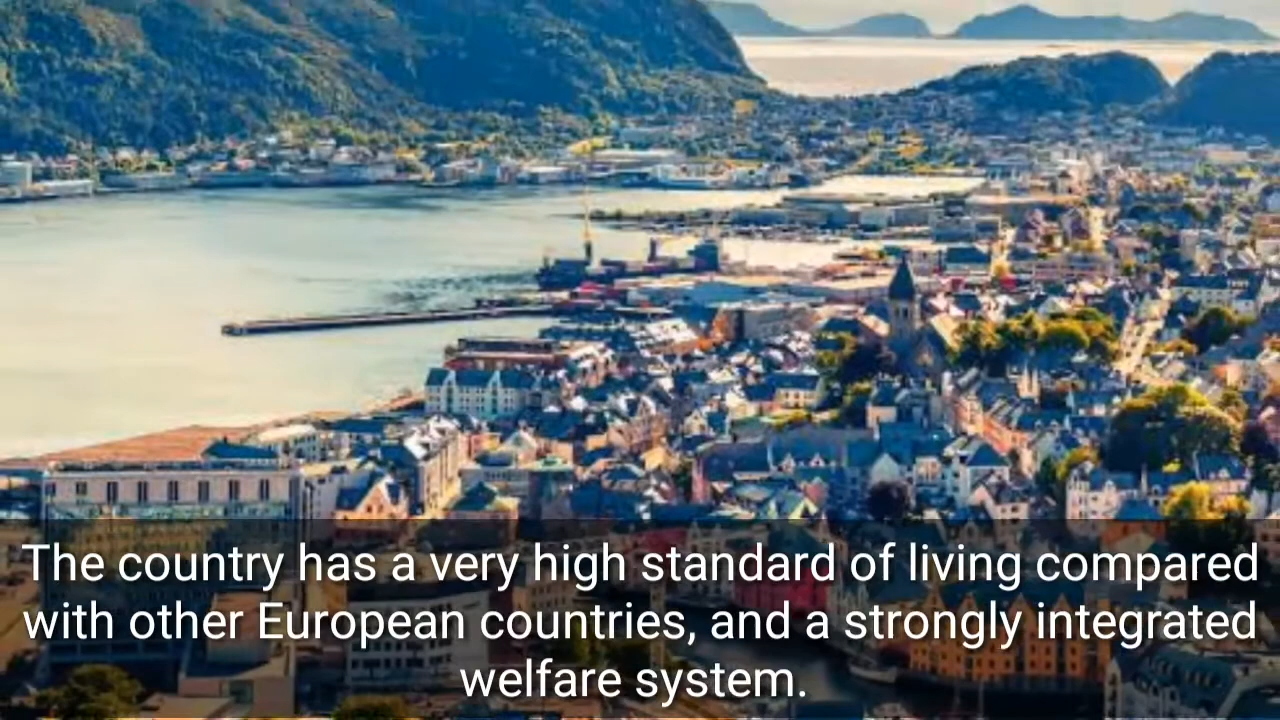 The country has a very high standard of living compared
with other European countries, and a strongly integrated
welfare system.